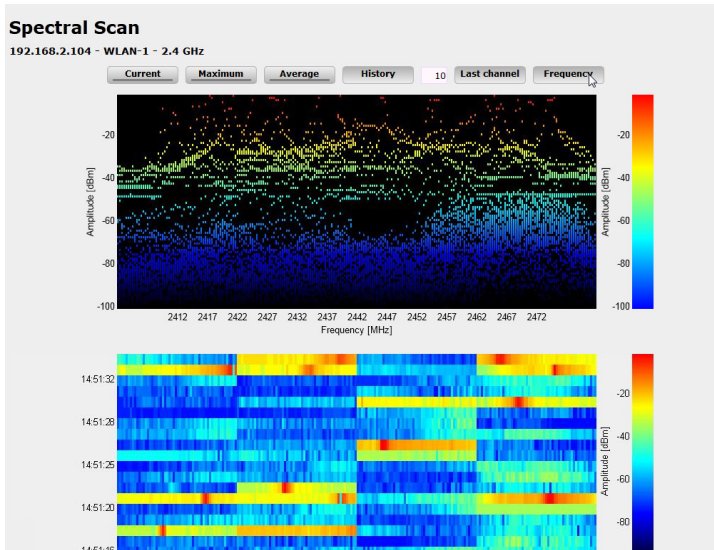 Spectral Scan
192.168.2.104 - WLAN-1 - 2.4 GHz
Current Maximum Average History 10 Last channel Frequency
-20 -20
-40 -40
-60 -60
-80 -80
-100 -100
Amplitude [dBm] Amplitude [dBm]
2412 2417 2422 2427 2432 2437 2442 2447 2452 2457 2462 2467 2472
Frequency [MHz]
14:51:32
-20
14:51:28
-40
14:51:25
-60
14:51:20
-80
Amplitude [dBm]